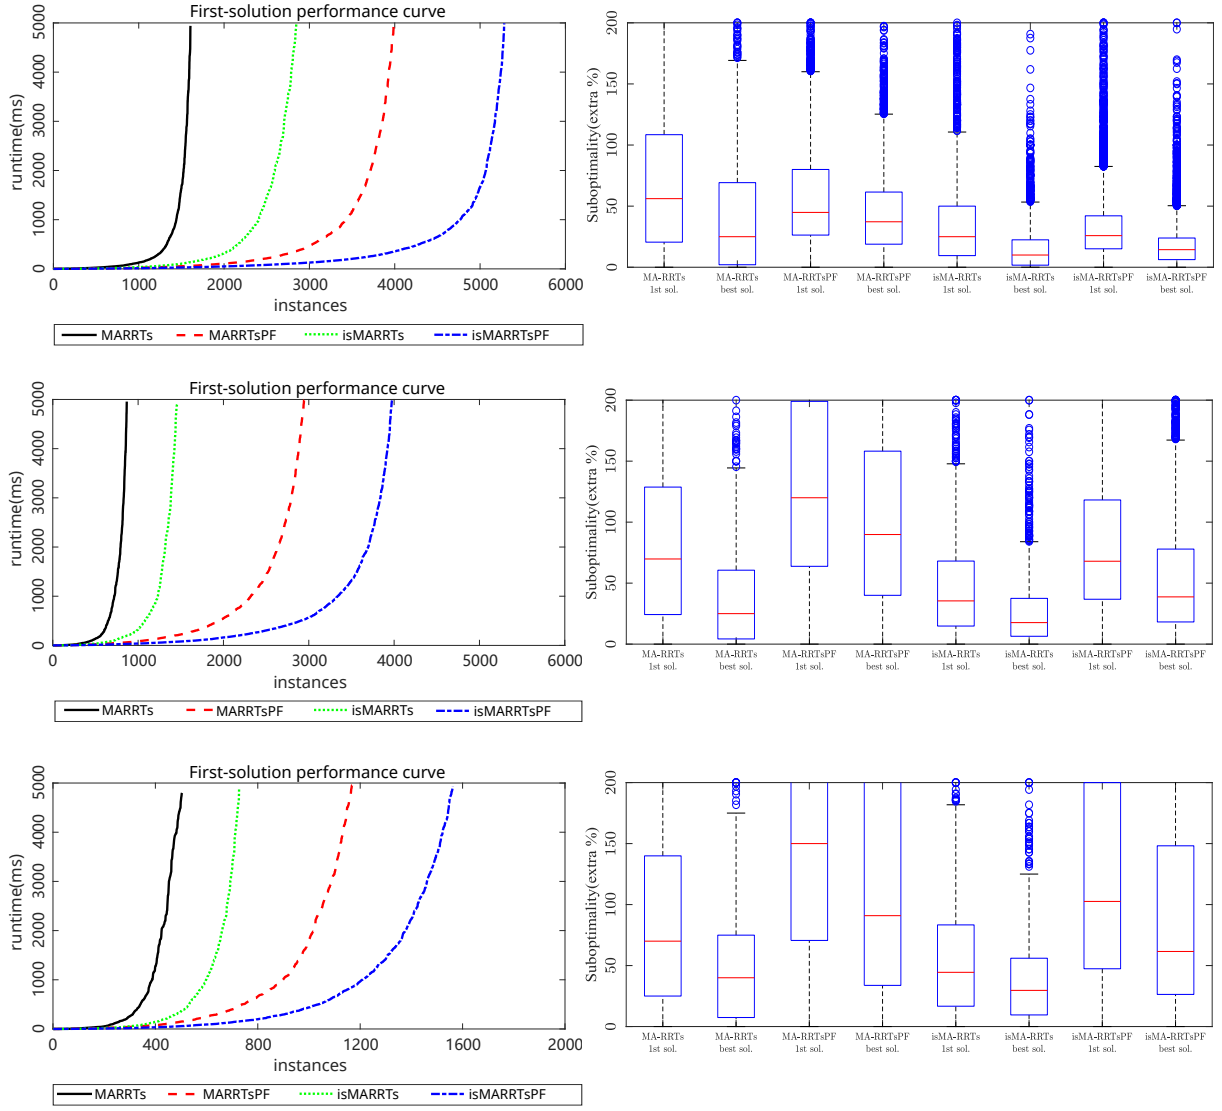 First-solution performance curve
runtime(ms)
5000
4000
3000
2000
1000
0
0 1000 2000 3000 4000 5000 6000
instances
MARRTs MARRTsPF isMARRTs isMARRTsPF
Suboptimality(extra %)
200
150
100
50
0
MA-RRTs MA-RRTs MA-RRTsPF MA-RRTsPF isMA-RRTs isMA-RRTs isMA-RRTsPF isMA-RRTsPF
1st sol. best sol. 1st sol. best sol. 1st sol. best sol. 1st sol. best sol.
First-solution performance curve
runtime(ms)
5000
4000
3000
2000
1000
0
0 1000 2000 3000 4000 5000 6000
instances
MARRTs MARRTsPF isMARRTs isMARRTsPF
Suboptimality(extra %)
200
150
100
50
0
MA-RRTs MA-RRTs MA-RRTsPF MA-RRTsPF isMA-RRTs isMA-RRTs isMA-RRTsPF isMA-RRTsPF
1st sol. best sol. 1st sol. best sol. 1st sol. best sol. 1st sol. best sol.
First-solution performance curve
runtime(ms)
5000
4000
3000
2000
1000
0
0 400 800 1200 1600 2000
instances
MARRTs MARRTsPF isMARRTs isMARRTsPF
Suboptimality(extra %)
200
150
100
50
0
MA-RRTs MA-RRTs MA-RRTsPF MA-RRTsPF isMA-RRTs isMA-RRTs isMA-RRTsPF isMA-RRTsPF
1st sol. best sol. 1st sol. best sol. 1st sol. best sol. 1st sol. best sol.